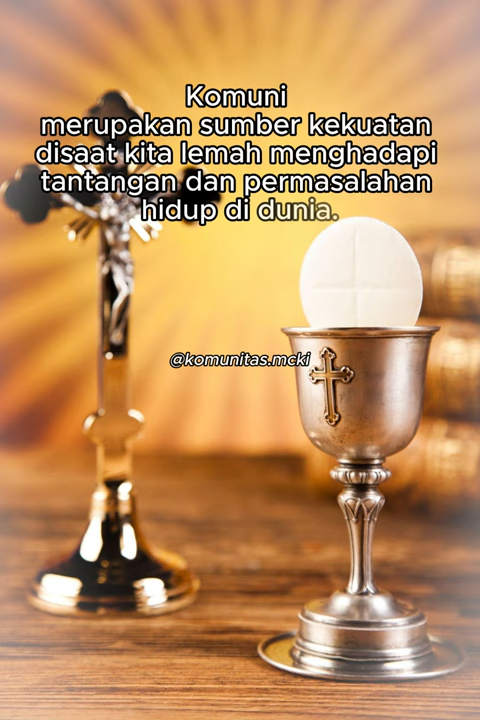 Komuni
merupakan sumber kekuatan
disaat kita lemah menghadapi
tantangan dan permasalahan
hidup di dunia.
@komunitas.mcki